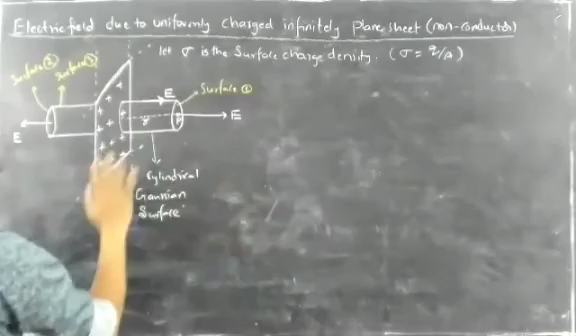 Electric field due to uniformly charged infinitely plane sheet (non-conductor)
let σ is the Surface charge density. (σ = q/A)
Surface ② Surface ③
Surface ①
E
E
E
r
P
Cylindrical
Gaussian
Surface